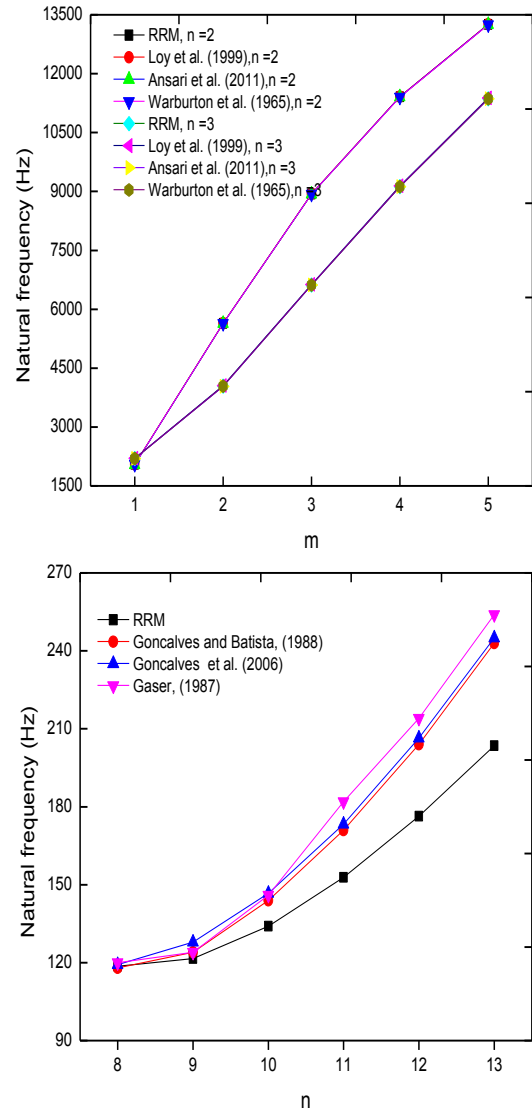 RRM, n =2
Loy et al. (1999),n =2
Ansari et al. (2011),n =2
Warburton et al. (1965),n =2
RRM, n =3
Loy et al. (1999), n =3
Ansari et al. (2011),n =3
Warburton et al. (1965),n =3
13500
12000
10500
9000
7500
6000
4500
3000
1500
Natural frequency (Hz)
1 2 3 4 5
m
RRM
Goncalves and Batista, (1988)
Goncalves et al. (2006)
Gaser, (1987)
270
240
210
180
150
120
90
Natural frequency (Hz)
8 9 10 11 12 13
n